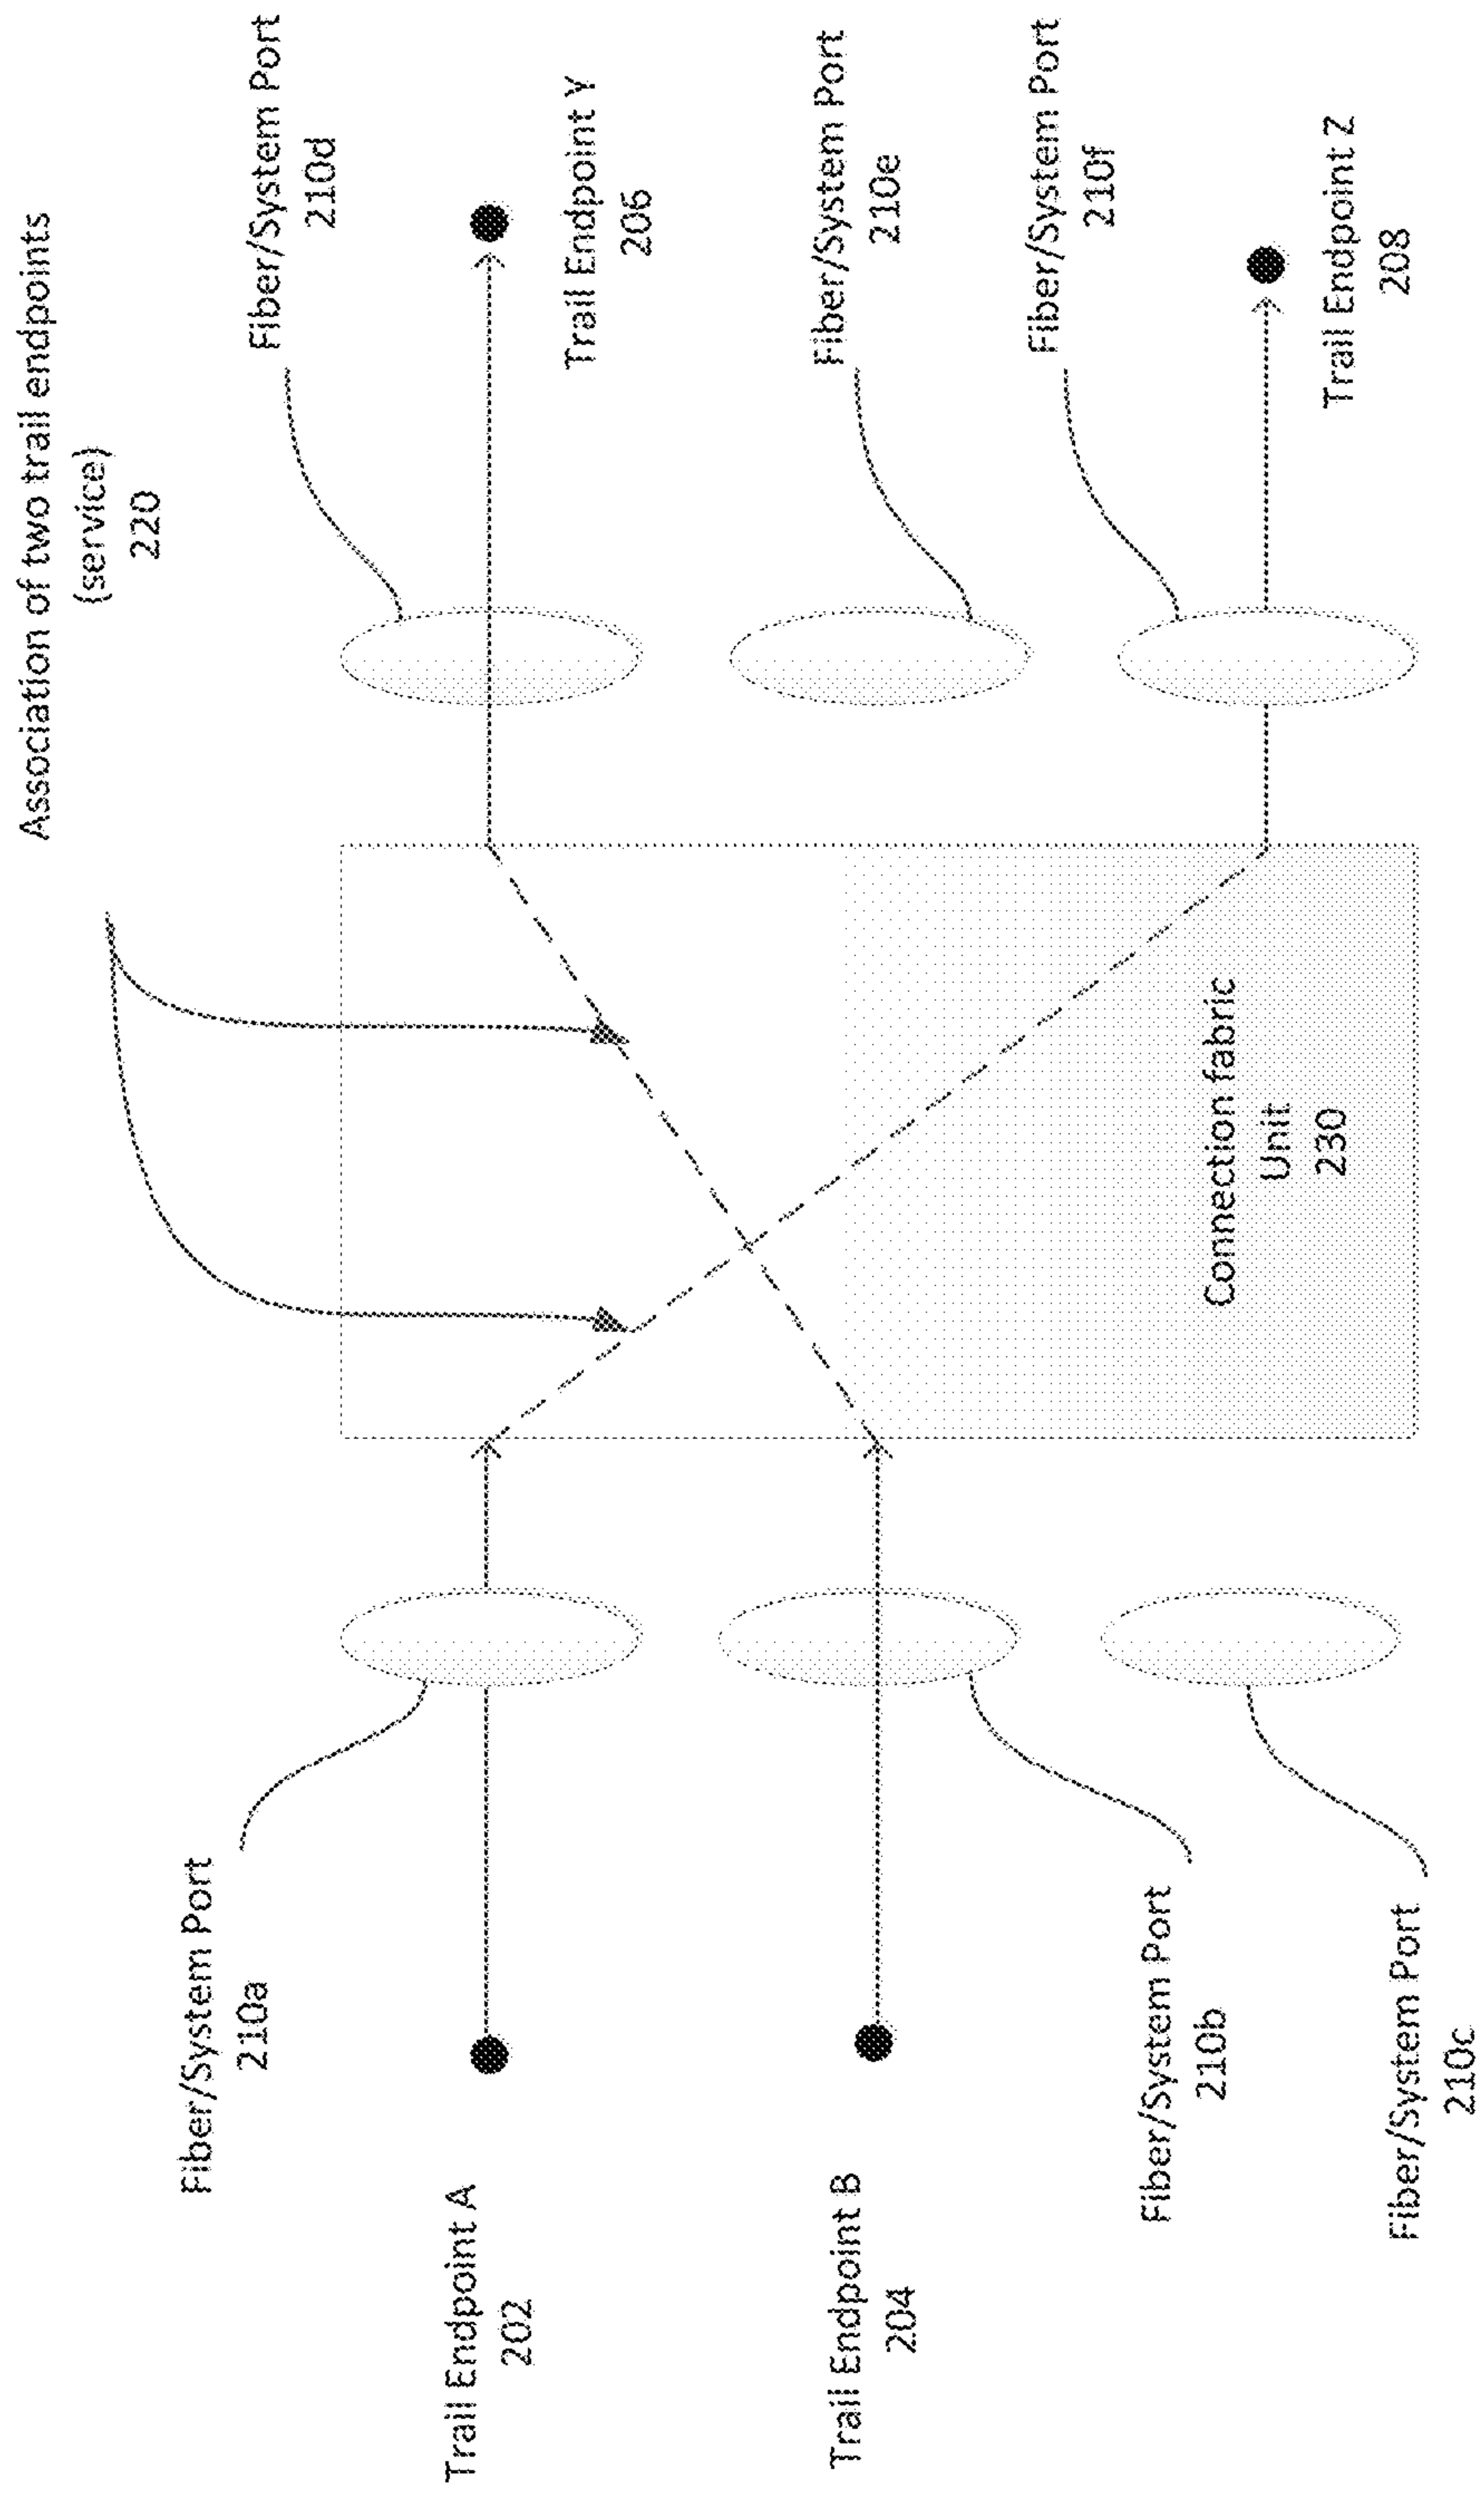 Association of two trail endpoints
(service)
220
Fiber/System Port
210a
Fiber/System Port
210d
Trail Endpoint A
202
Trail Endpoint Y
206
Trail Endpoint B
204
Fiber/System Port
210e
Fiber/System Port
210b
Fiber/System Port
210f
Connection fabric
Unit
230
Fiber/System Port
210c
Trail Endpoint Z
208